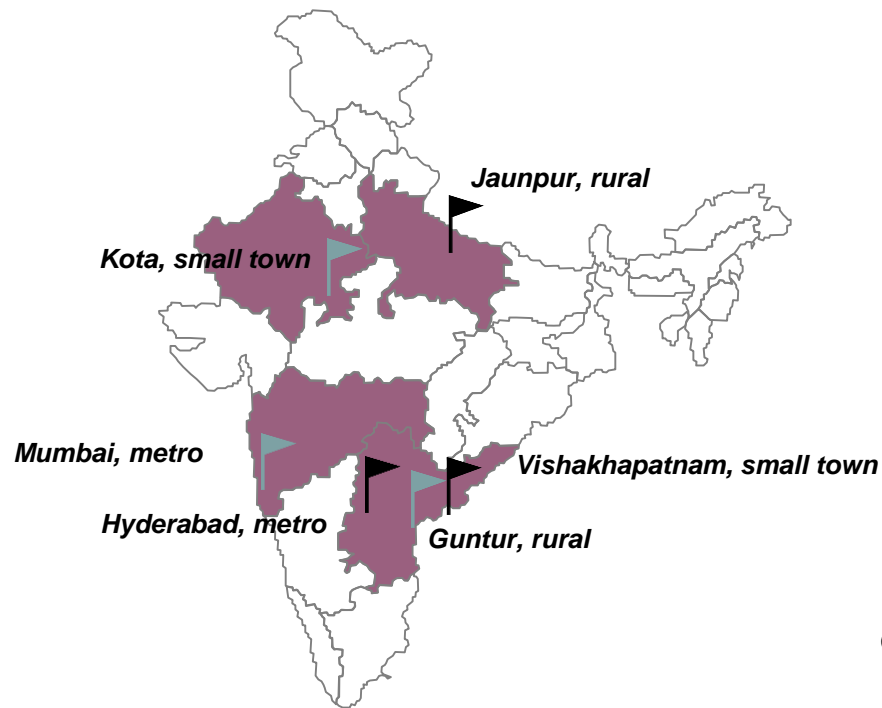 Jaunpur, rural
Kota, small town
Mumbai, metro
Vishakhapatnam, small town
Hyderabad, metro
Guntur, rural